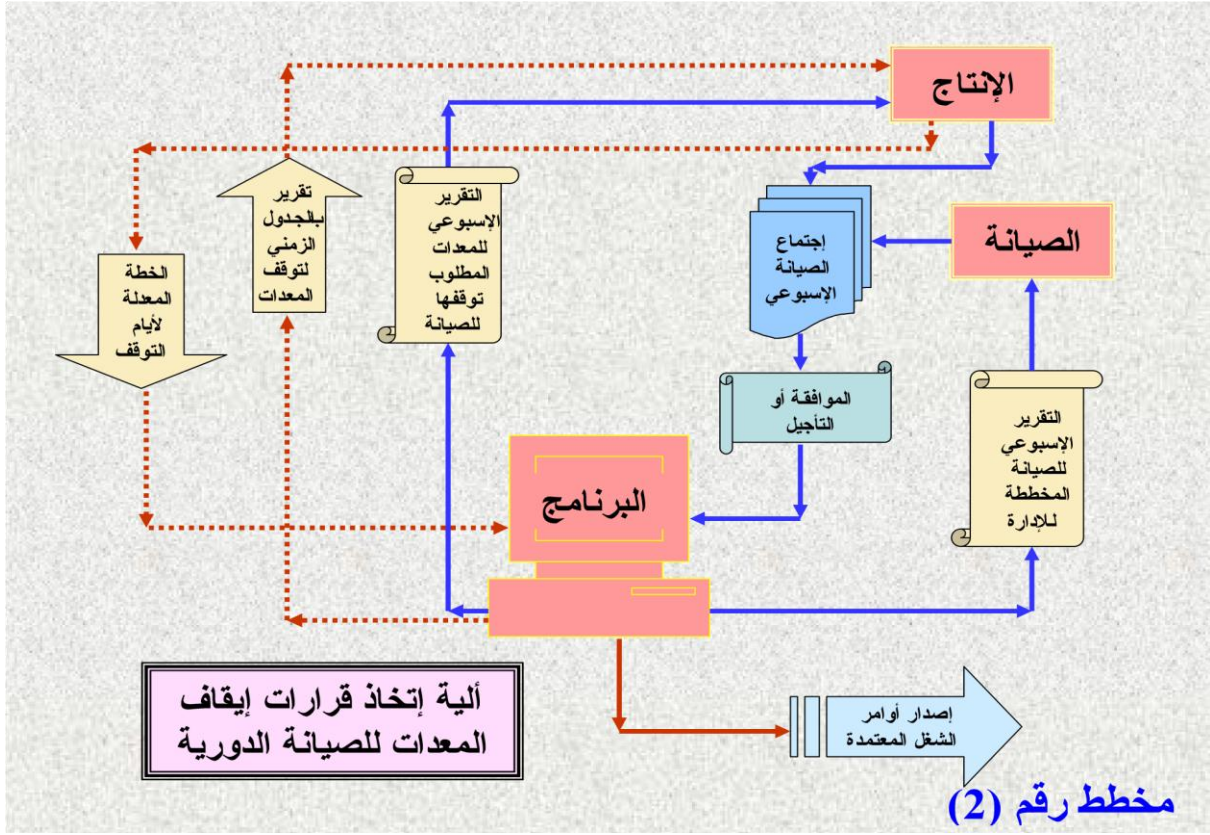 الإنتاج
تقرير
بالجدول
الزمني
لتوقف
المعدات
التقرير
الإسبوعي
للمعدات
المطلوب
توقفها
للصيانة
إجتماع
الصيانة
الإسبوعي
الصيانة
الخطة
المعدلة
لأيام
التوقف
الموافقة أو
التأجيل
التقرير
الإسبوعي
للصيانة
المخططة
للإدارة
البرنامج
ألية إتخاذ قرارات إيقاف
المعدات للصيانة الدورية
إصدار أوامر
الشغل المعتمدة
مخطط رقم (2)